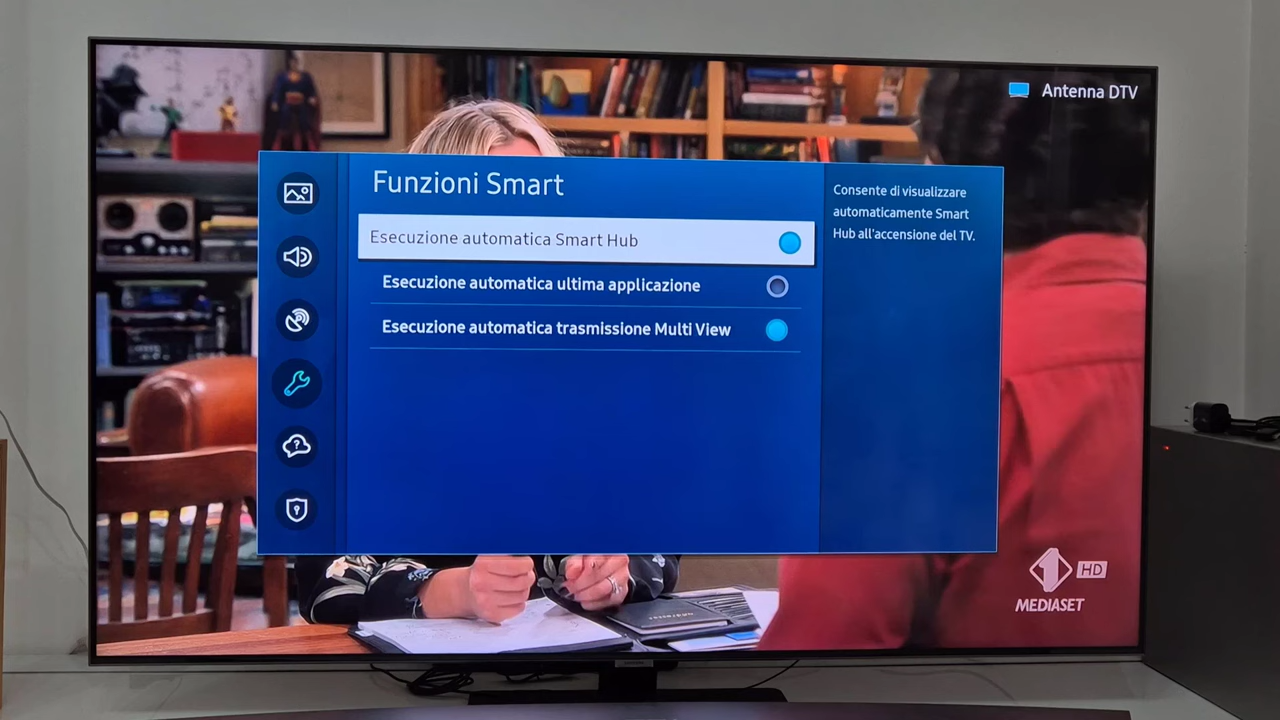 Antenna DTV
Funzioni Smart
Esecuzione automatica Smart Hub
Esecuzione automatica ultima applicazione
Esecuzione automatica trasmissione Multi View
Consente di visualizzare
automaticamente Smart
Hub all'accensione del TV.
1 HD
MEDIASET